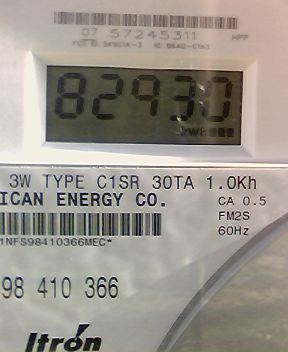 07 57245311
82930
kWh
3W TYPE C1SR 30TA 1.0Kh
ICAN ENERGY CO.
CA 0.5
FM2S
60Hz
1NFS98410366MEC*
98 410 366
Itron